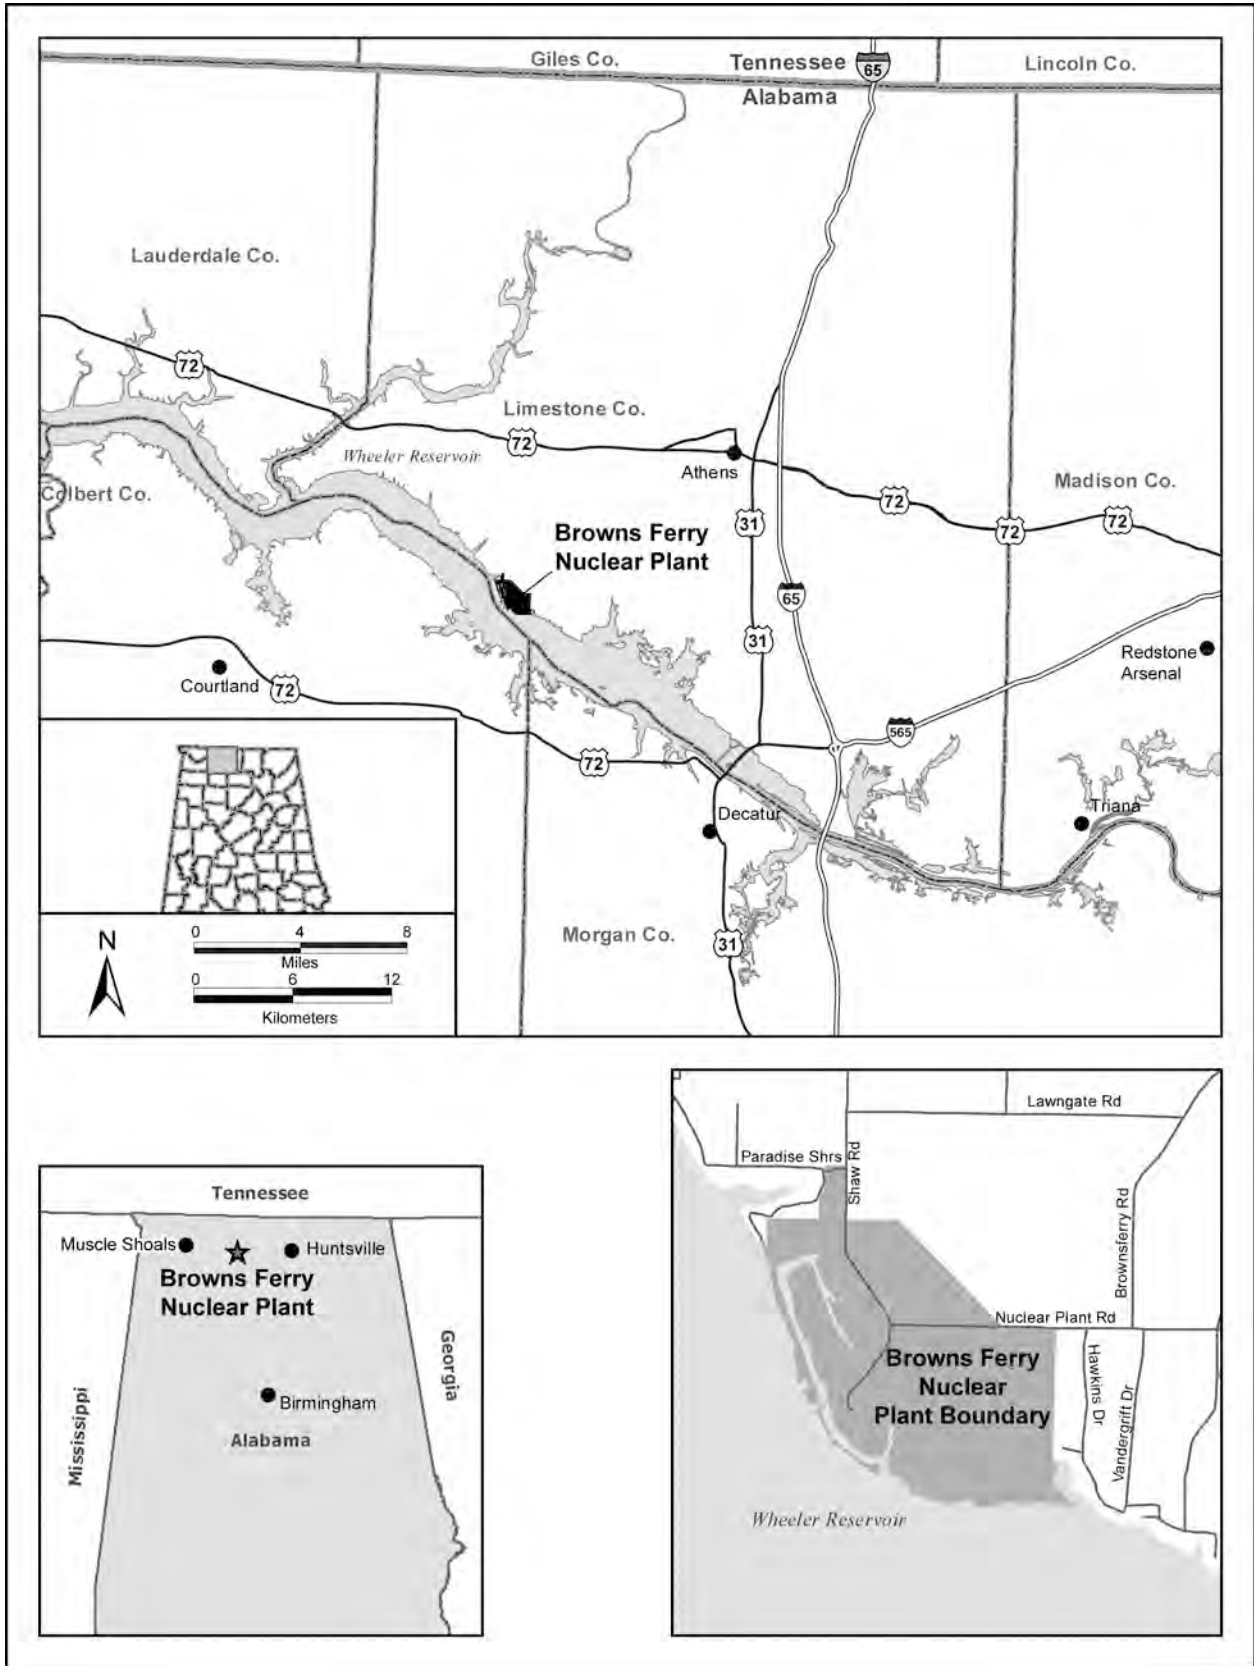 Giles Co.
Tennessee
65
Lincoln Co.
Alabama
Lauderdale Co.
72
Limestone Co.
72
Wheeler Reservoir
Athens
Colbert Co.
Madison Co.
72
72
72
31
Browns Ferry
Nuclear Plant
65
31
Redstone
Arsenal
Courtland
72
565
72
Decatur
Triana
Morgan Co.
31
N
0 4 8
Miles
0 6 12
Kilometers
Lawngate Rd
Paradise Shrs
Shaw Rd
Brownsferry Rd
Nuclear Plant Rd
Browns Ferry
Nuclear
Plant Boundary
Hawkins Dr
Vandergrift Dr
Wheeler Reservoir
Tennessee
Muscle Shoals
Huntsville
Browns Ferry
Nuclear Plant
Georgia
Mississippi
Birmingham
Alabama